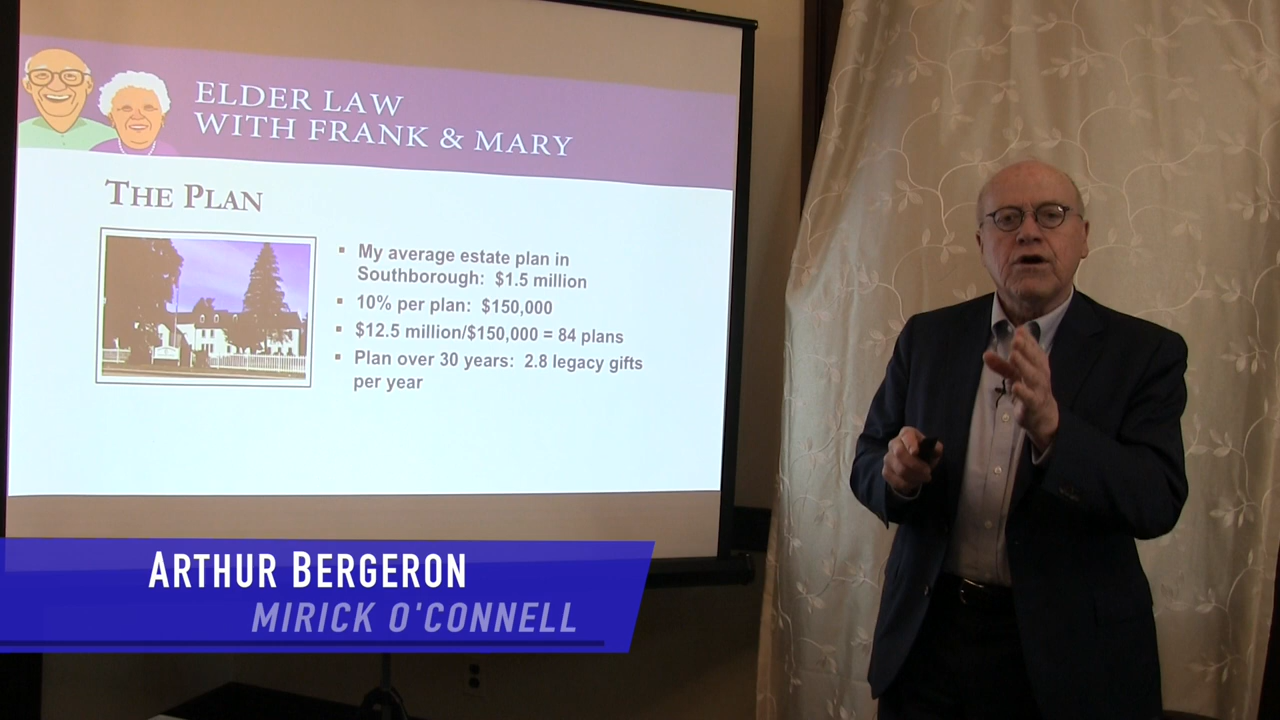 ELDER LAW
WITH FRANK & MARY
THE PLAN
▪ My average estate plan in
Southborough: $1.5 million
▪ 10% per plan: $150,000
▪ $12.5 million/$150,000 = 84 plans
▪ Plan over 30 years: 2.8 legacy gifts
per year
ARTHUR BERGERON
MIRICK O'CONNELL